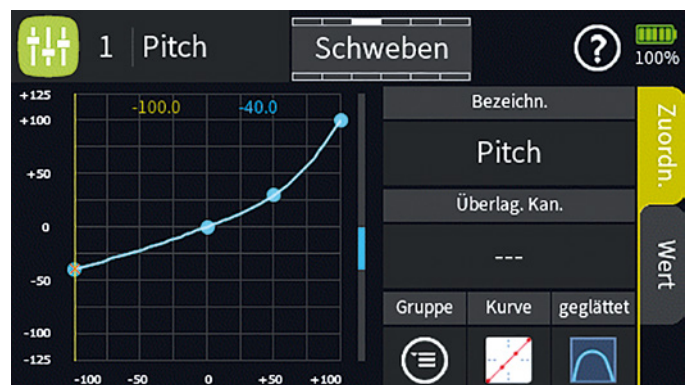 1 Pitch
Schweben
?
100%
+125
-100.0 -40.0
+100
+50
0
-50
-100
-125
-100 -50 0 +50 +100
Bezeichn.
Pitch
Überlag. Kan.
---
Gruppe Kurve geglättet
Zuordn.
Wert